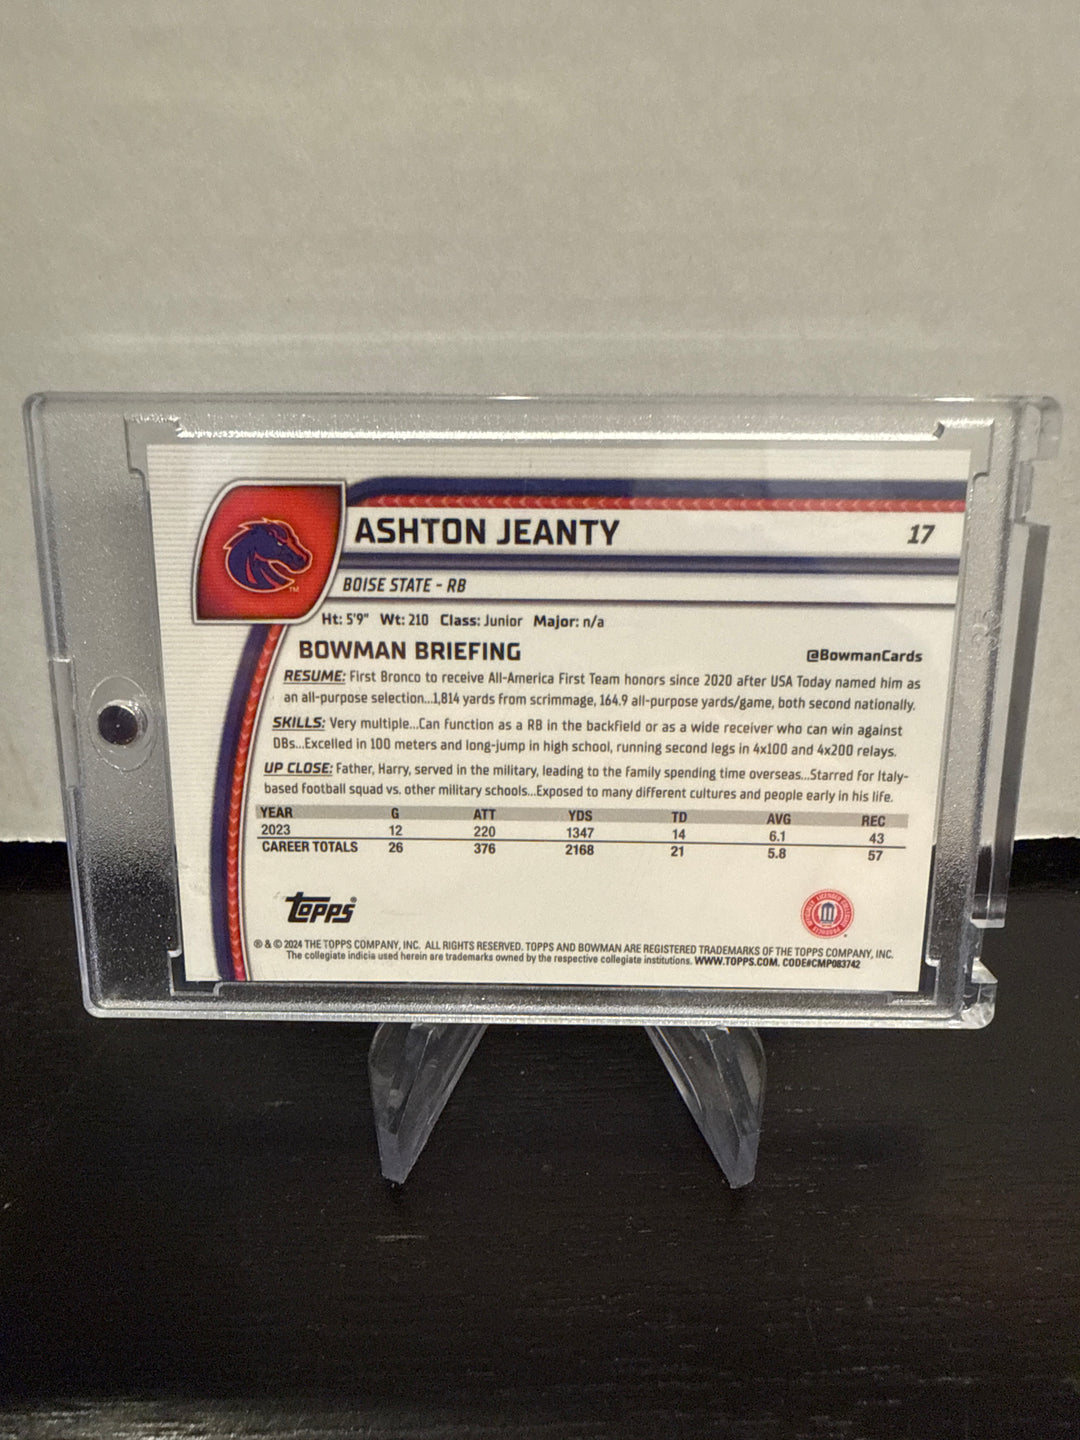 ASHTON JEANTY 17
BOISE STATE - RB
TM
Ht: 5'9" Wt: 210 Class: Junior Major: n/a
BOWMAN BRIEFING @BowmanCards
RESUME: First Bronco to receive All-America First Team honors since 2020 after USA Today named him as
an all-purpose selection...1,814 yards from scrimmage, 164.9 all-purpose yards/game, both second nationally.
SKILLS: Very multiple...Can function as a RB in the backfield or as a wide receiver who can win against
DBs...Excelled in 100 meters and long-jump in high school, running second legs in 4x100 and 4x200 relays.
UP CLOSE: Father, Harry, served in the military, leading to the family spending time overseas...Starred for Italy-
based football squad vs. other military schools...Exposed to many different cultures and people early in his life.
YEAR G ATT YDS TD AVG REC
2023 12 220 1347 14 6.1 43
CAREER TOTALS 26 376 2168 21 5.8 57
Topps®
® & © 2024 THE TOPPS COMPANY, INC. ALL RIGHTS RESERVED. TOPPS AND BOWMAN ARE REGISTERED TRADEMARKS OF THE TOPPS COMPANY, INC.
The collegiate indicia used herein are trademarks owned by the respective collegiate institutions. WWW.TOPPS.COM. CODE#CMP083742